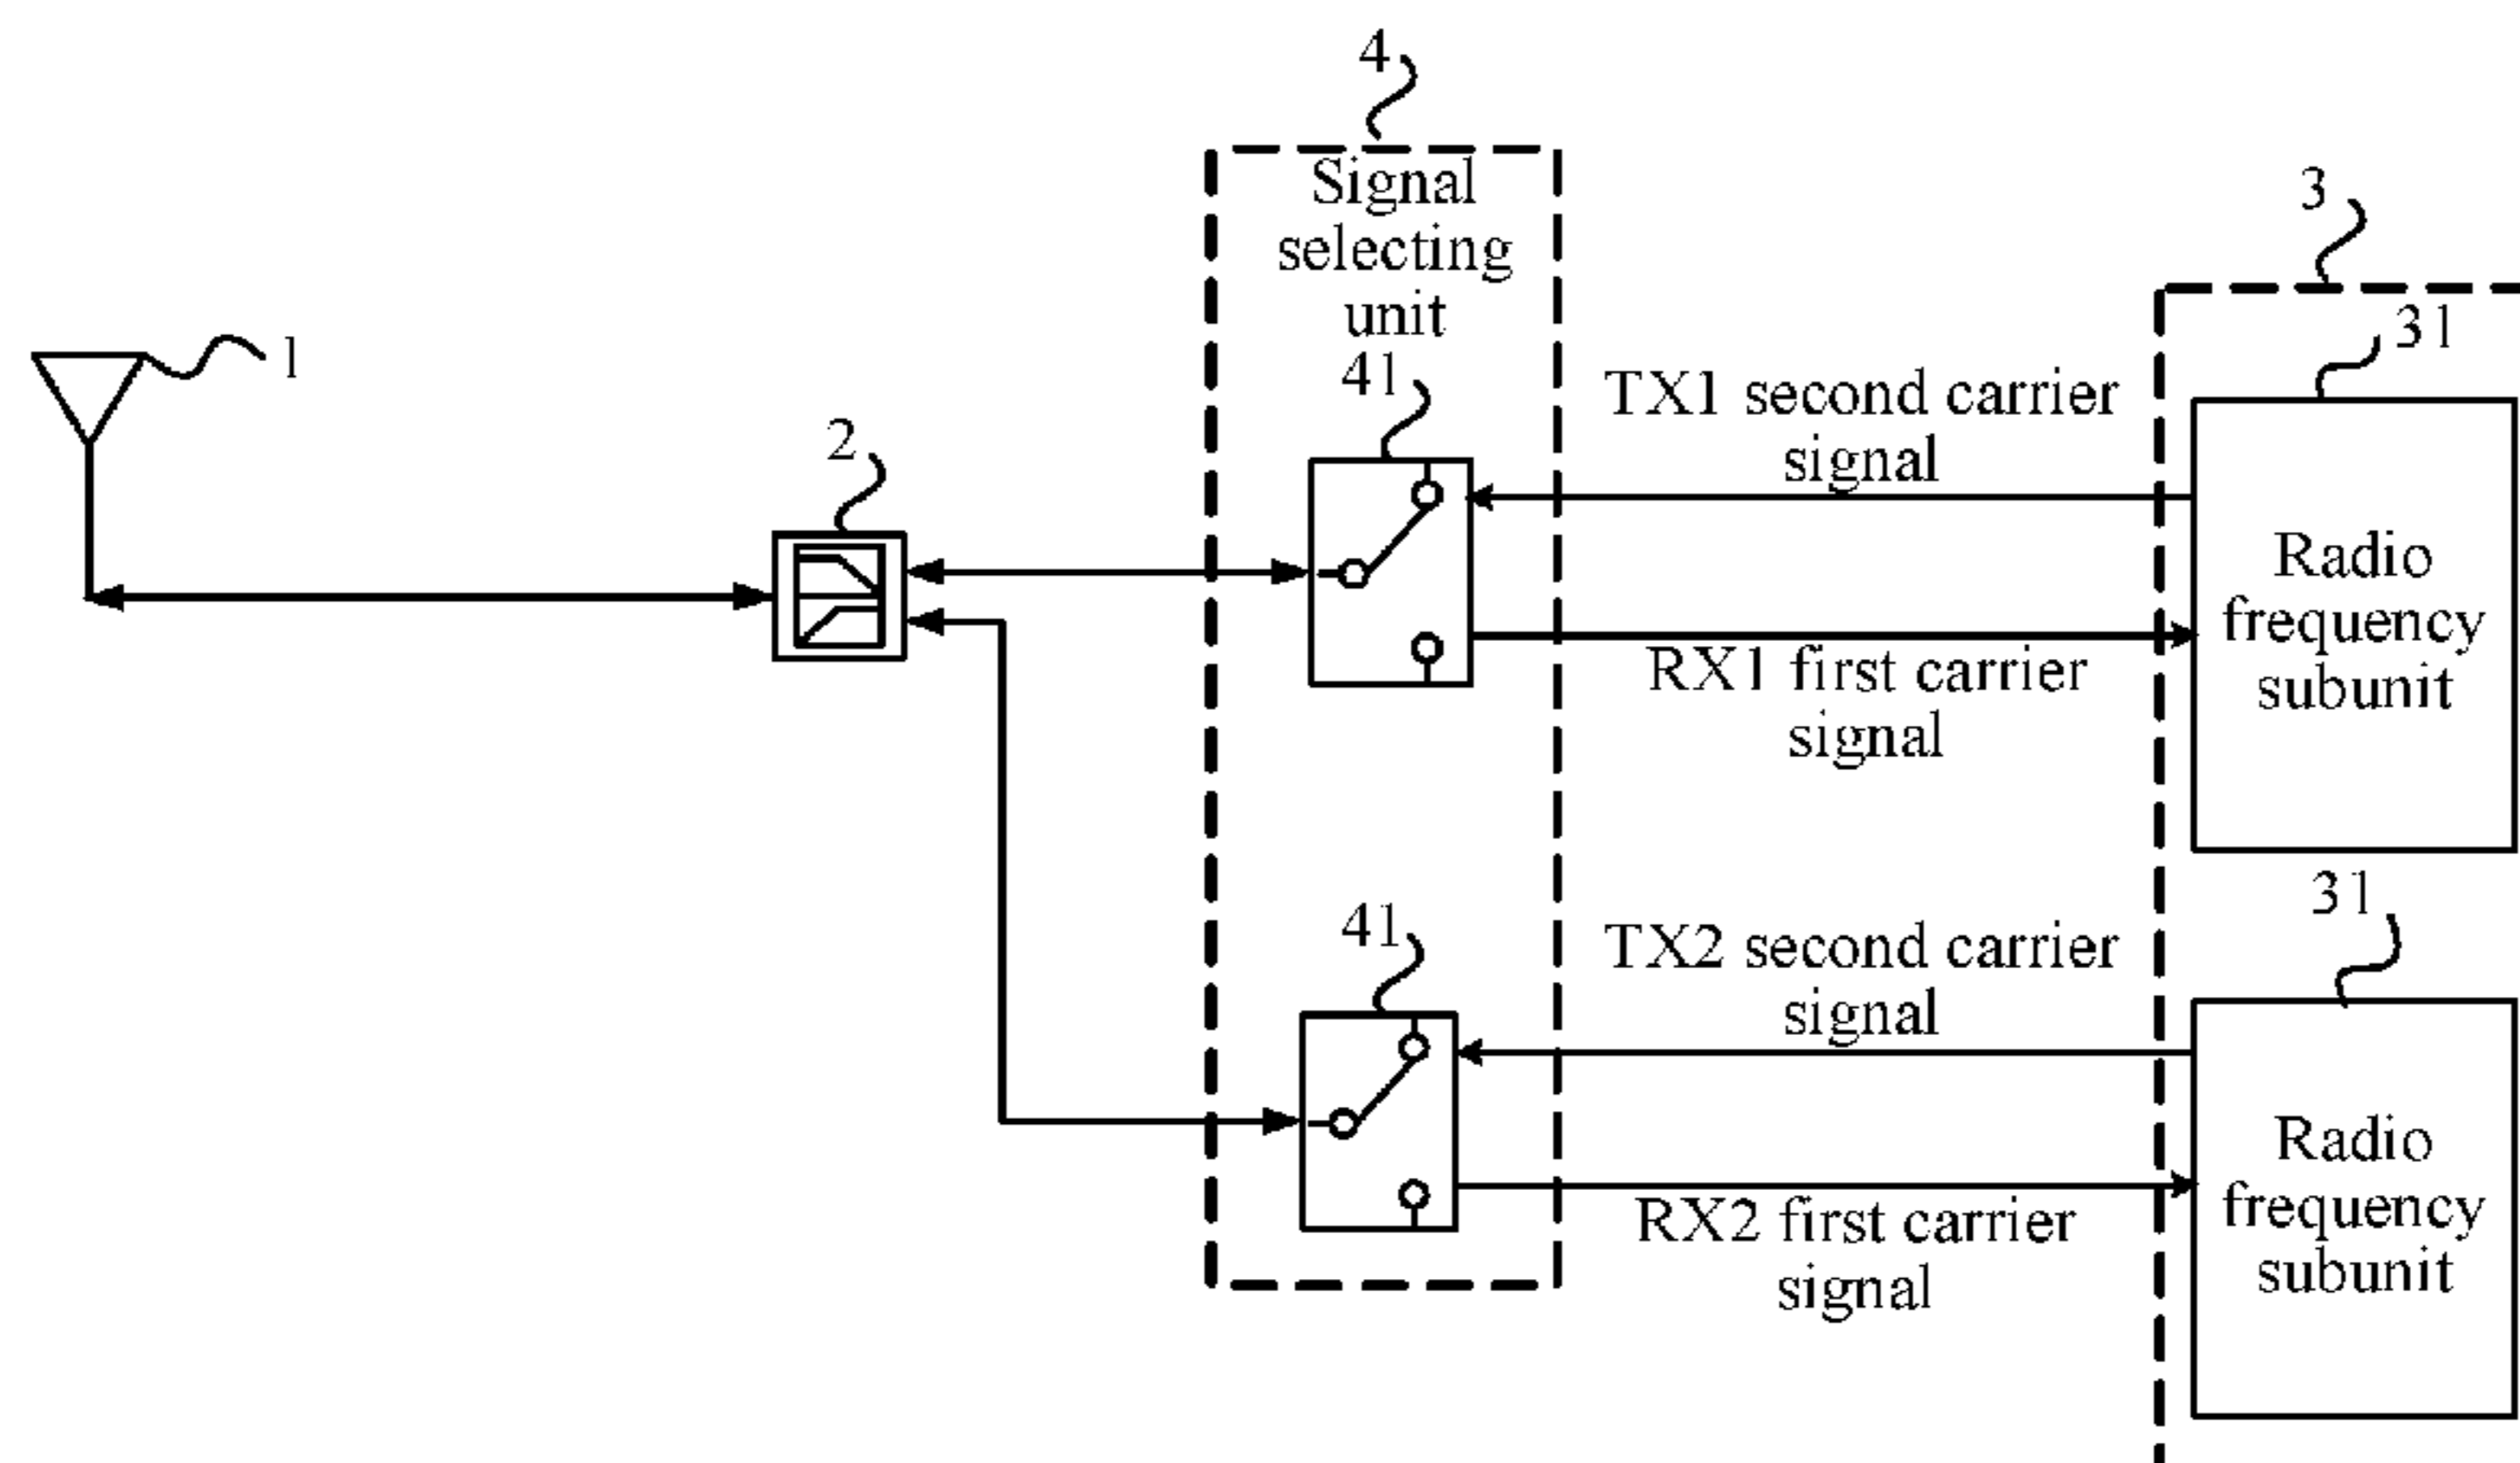 4
Signal
selecting
unit
3
31
1
41
TX1 second carrier
signal
2
Radio
frequency
subunit
RX1 first carrier
signal
31
41
TX2 second carrier
signal
Radio
frequency
subunit
RX2 first carrier
signal